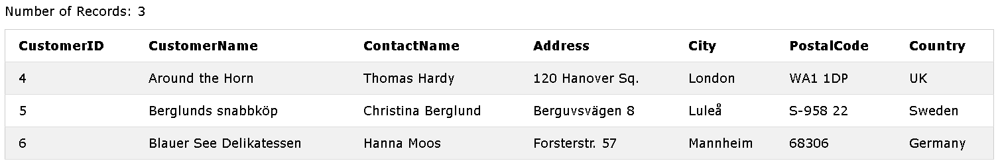 Number of Records: 3
CustomerID CustomerName ContactName Address City PostalCode Country
4 Around the Horn Thomas Hardy 120 Hanover Sq. London WA1 1DP UK
5 Berglunds snabbköp Christina Berglund Berguvsvägen 8 Luleå S-958 22 Sweden
6 Blauer See Delikatessen Hanna Moos Forsterstr. 57 Mannheim 68306 Germany